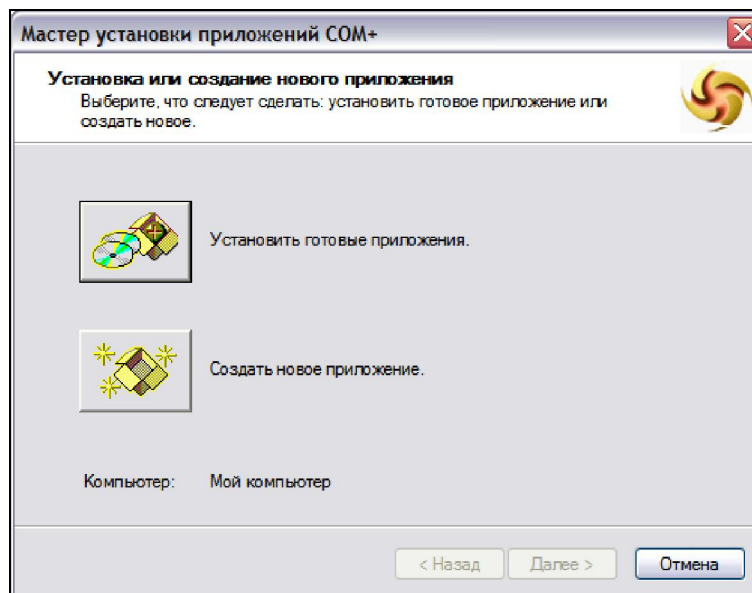 Мастер установки приложений COM+
Установка или создание нового приложения
Выберите, что следует сделать: установить готовое приложение или
создать новое.
Установить готовые приложения.
Создать новое приложение.
Компьютер: Мой компьютер
< Назад Далее > Отмена